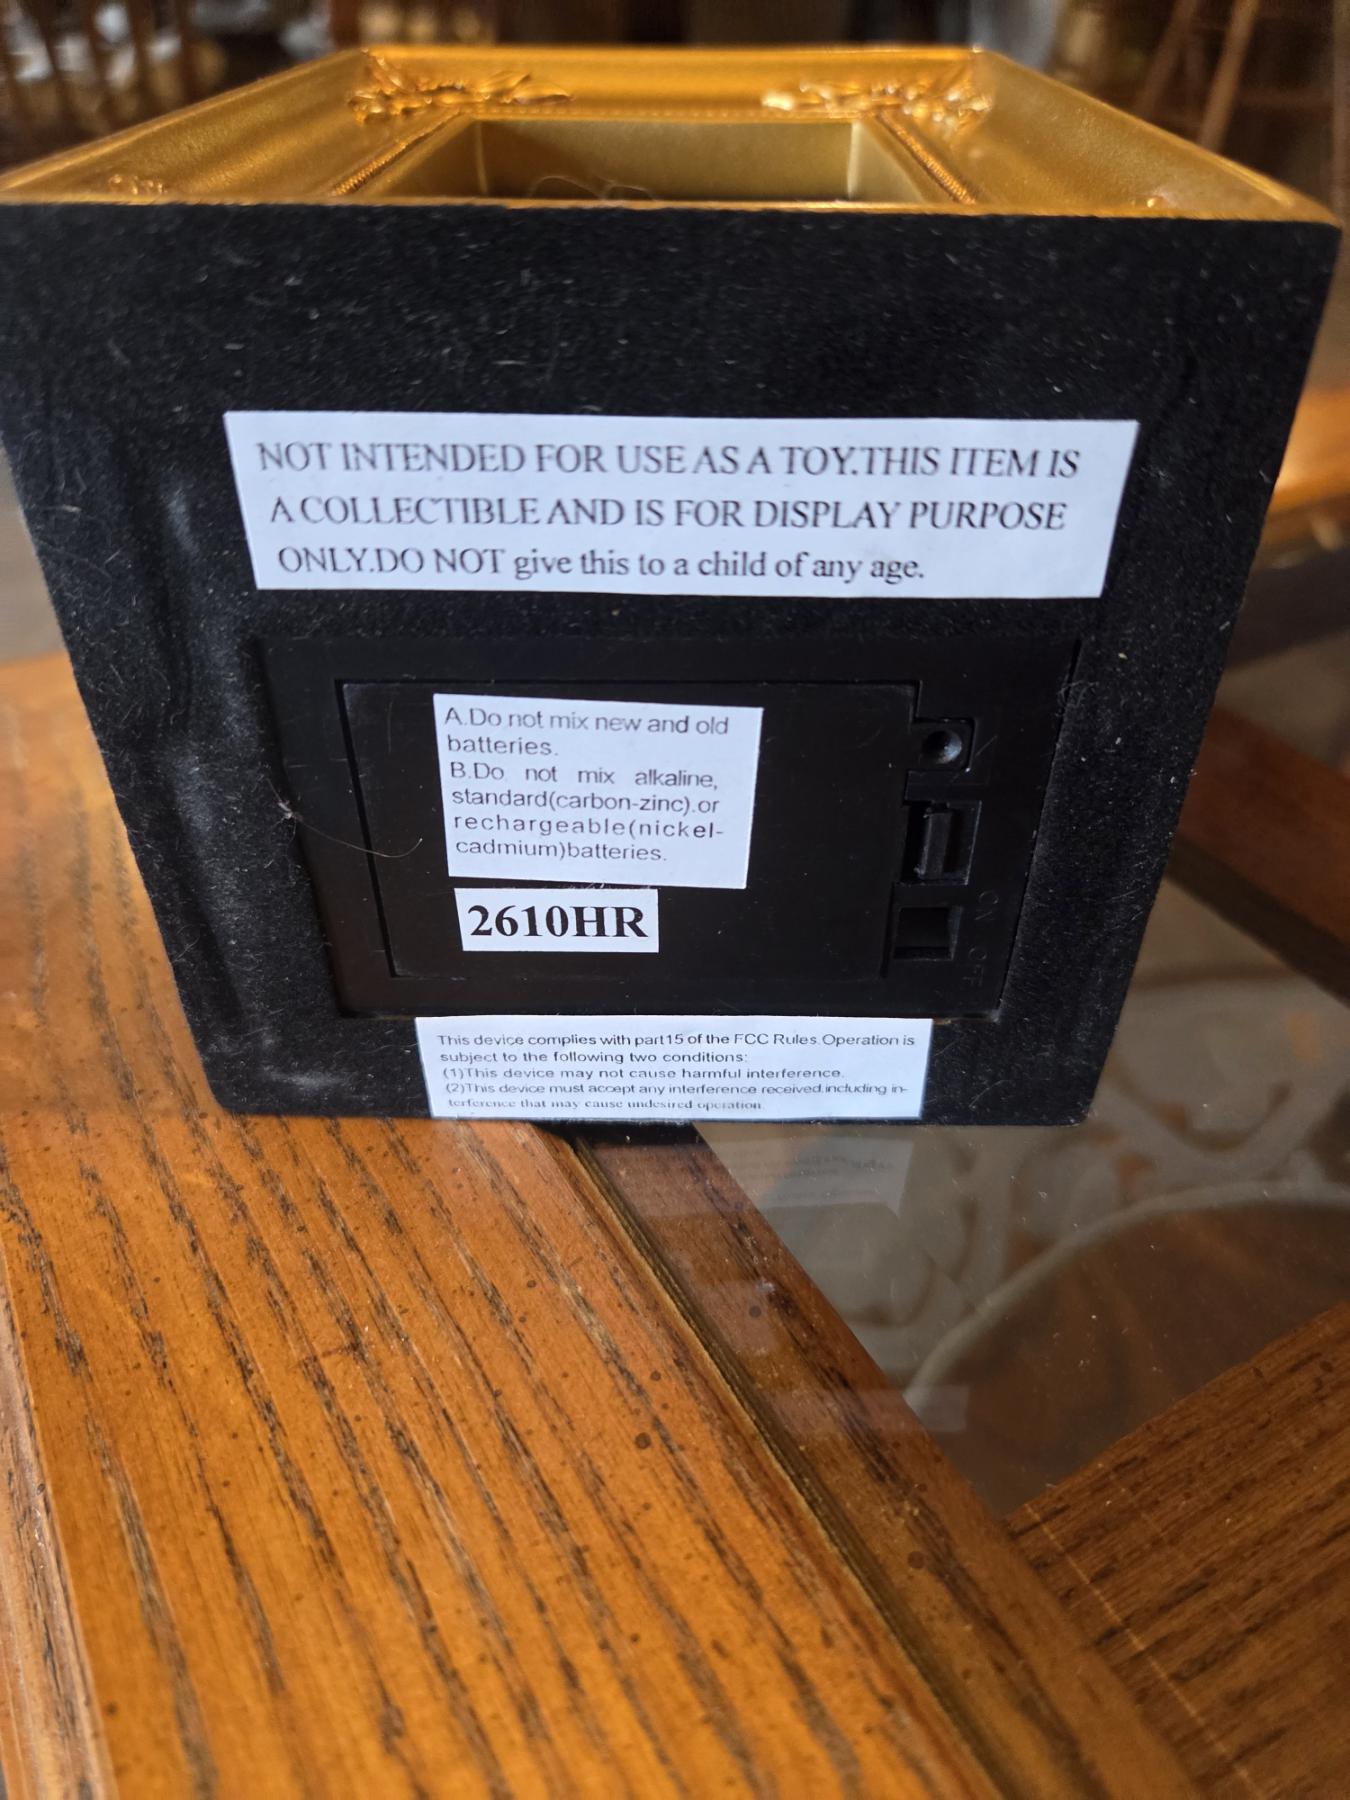 NOT INTENDED FOR USE AS A TOY.THIS ITEM IS
A COLLECTIBLE AND IS FOR DISPLAY PURPOSE
ONLY.DO NOT give this to a child of any age.
A.Do not mix new and old
batteries.
B.Do not mix alkaline,
standard(carbon-zinc).or
rechargeable(nickel-
cadmium)batteries.
ON
OFF
2610HR
This device complies with part15 of the FCC Rules.Operation is
subject to the following two conditions:
(1)This device may not cause harmful interference.
(2)This device must accept any interference received.including in-
terference that may cause undesired operation.